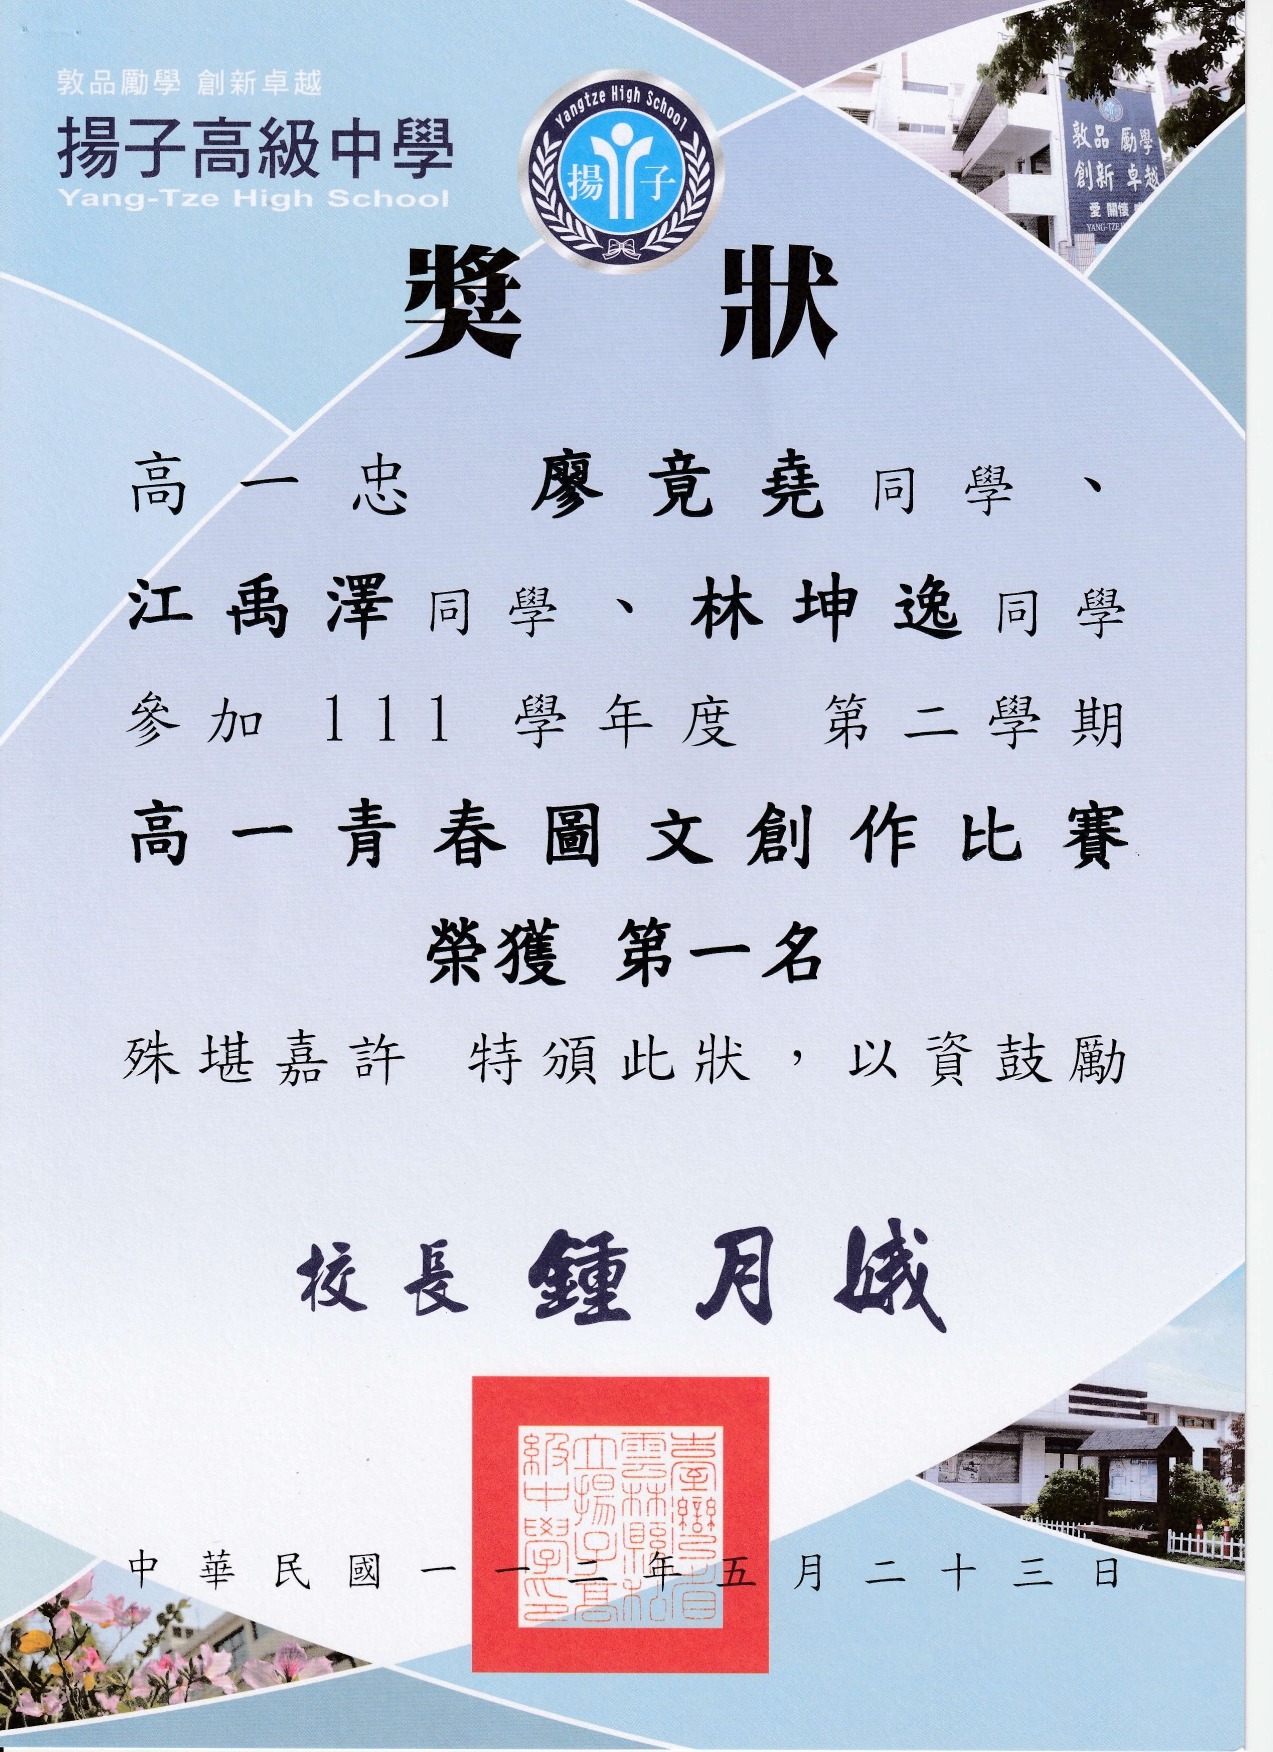 敦品勵學 創新卓越
揚子高級中學
Yang-Tze High School
Yangtze High School
揚子
敦品 勵學
創新 卓越
愛 關懷
YANG-TZE
獎 狀
高一忠 廖竟堯同學、
江禹澤同學、林坤逸同學
參加 111 學年度 第二學期
高一青春圖文創作比賽
榮獲 第一名
殊堪嘉許 特頒此狀，以資鼓勵
校長 鍾月娥
臺灣省
雲林縣私
立揚子高
級中學印
中華民國一一二年五月二十三日